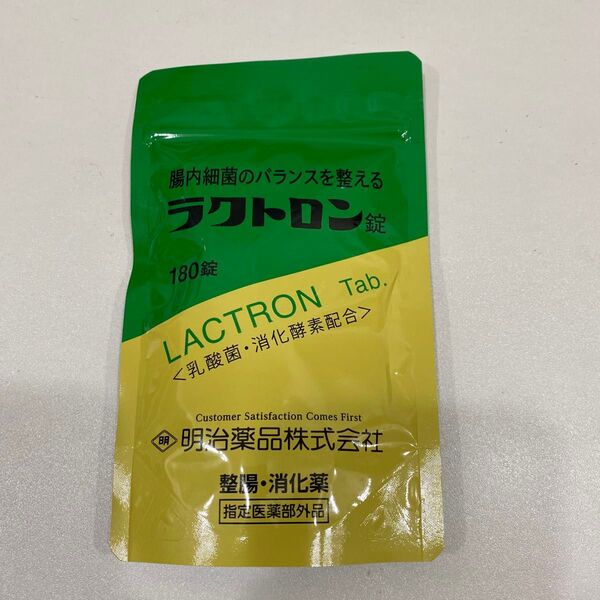 腸内細菌のバランスを整える
ラクトロン錠
180錠
LACTRON Tab.
<乳酸菌・消化酵素配合>
Customer Satisfaction Comes First
明 明治薬品株式会社
整腸・消化薬
指定医薬部外品